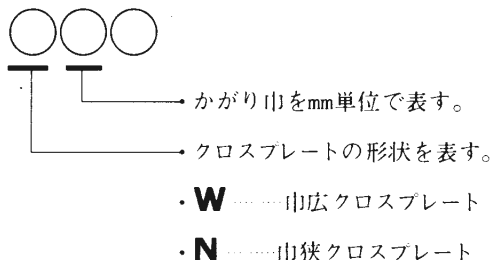 ○○○
かがり巾をmm単位で表す。
クロスプレートの形状を表す。
・W………巾広クロスプレート
・N………巾狭クロスプレート